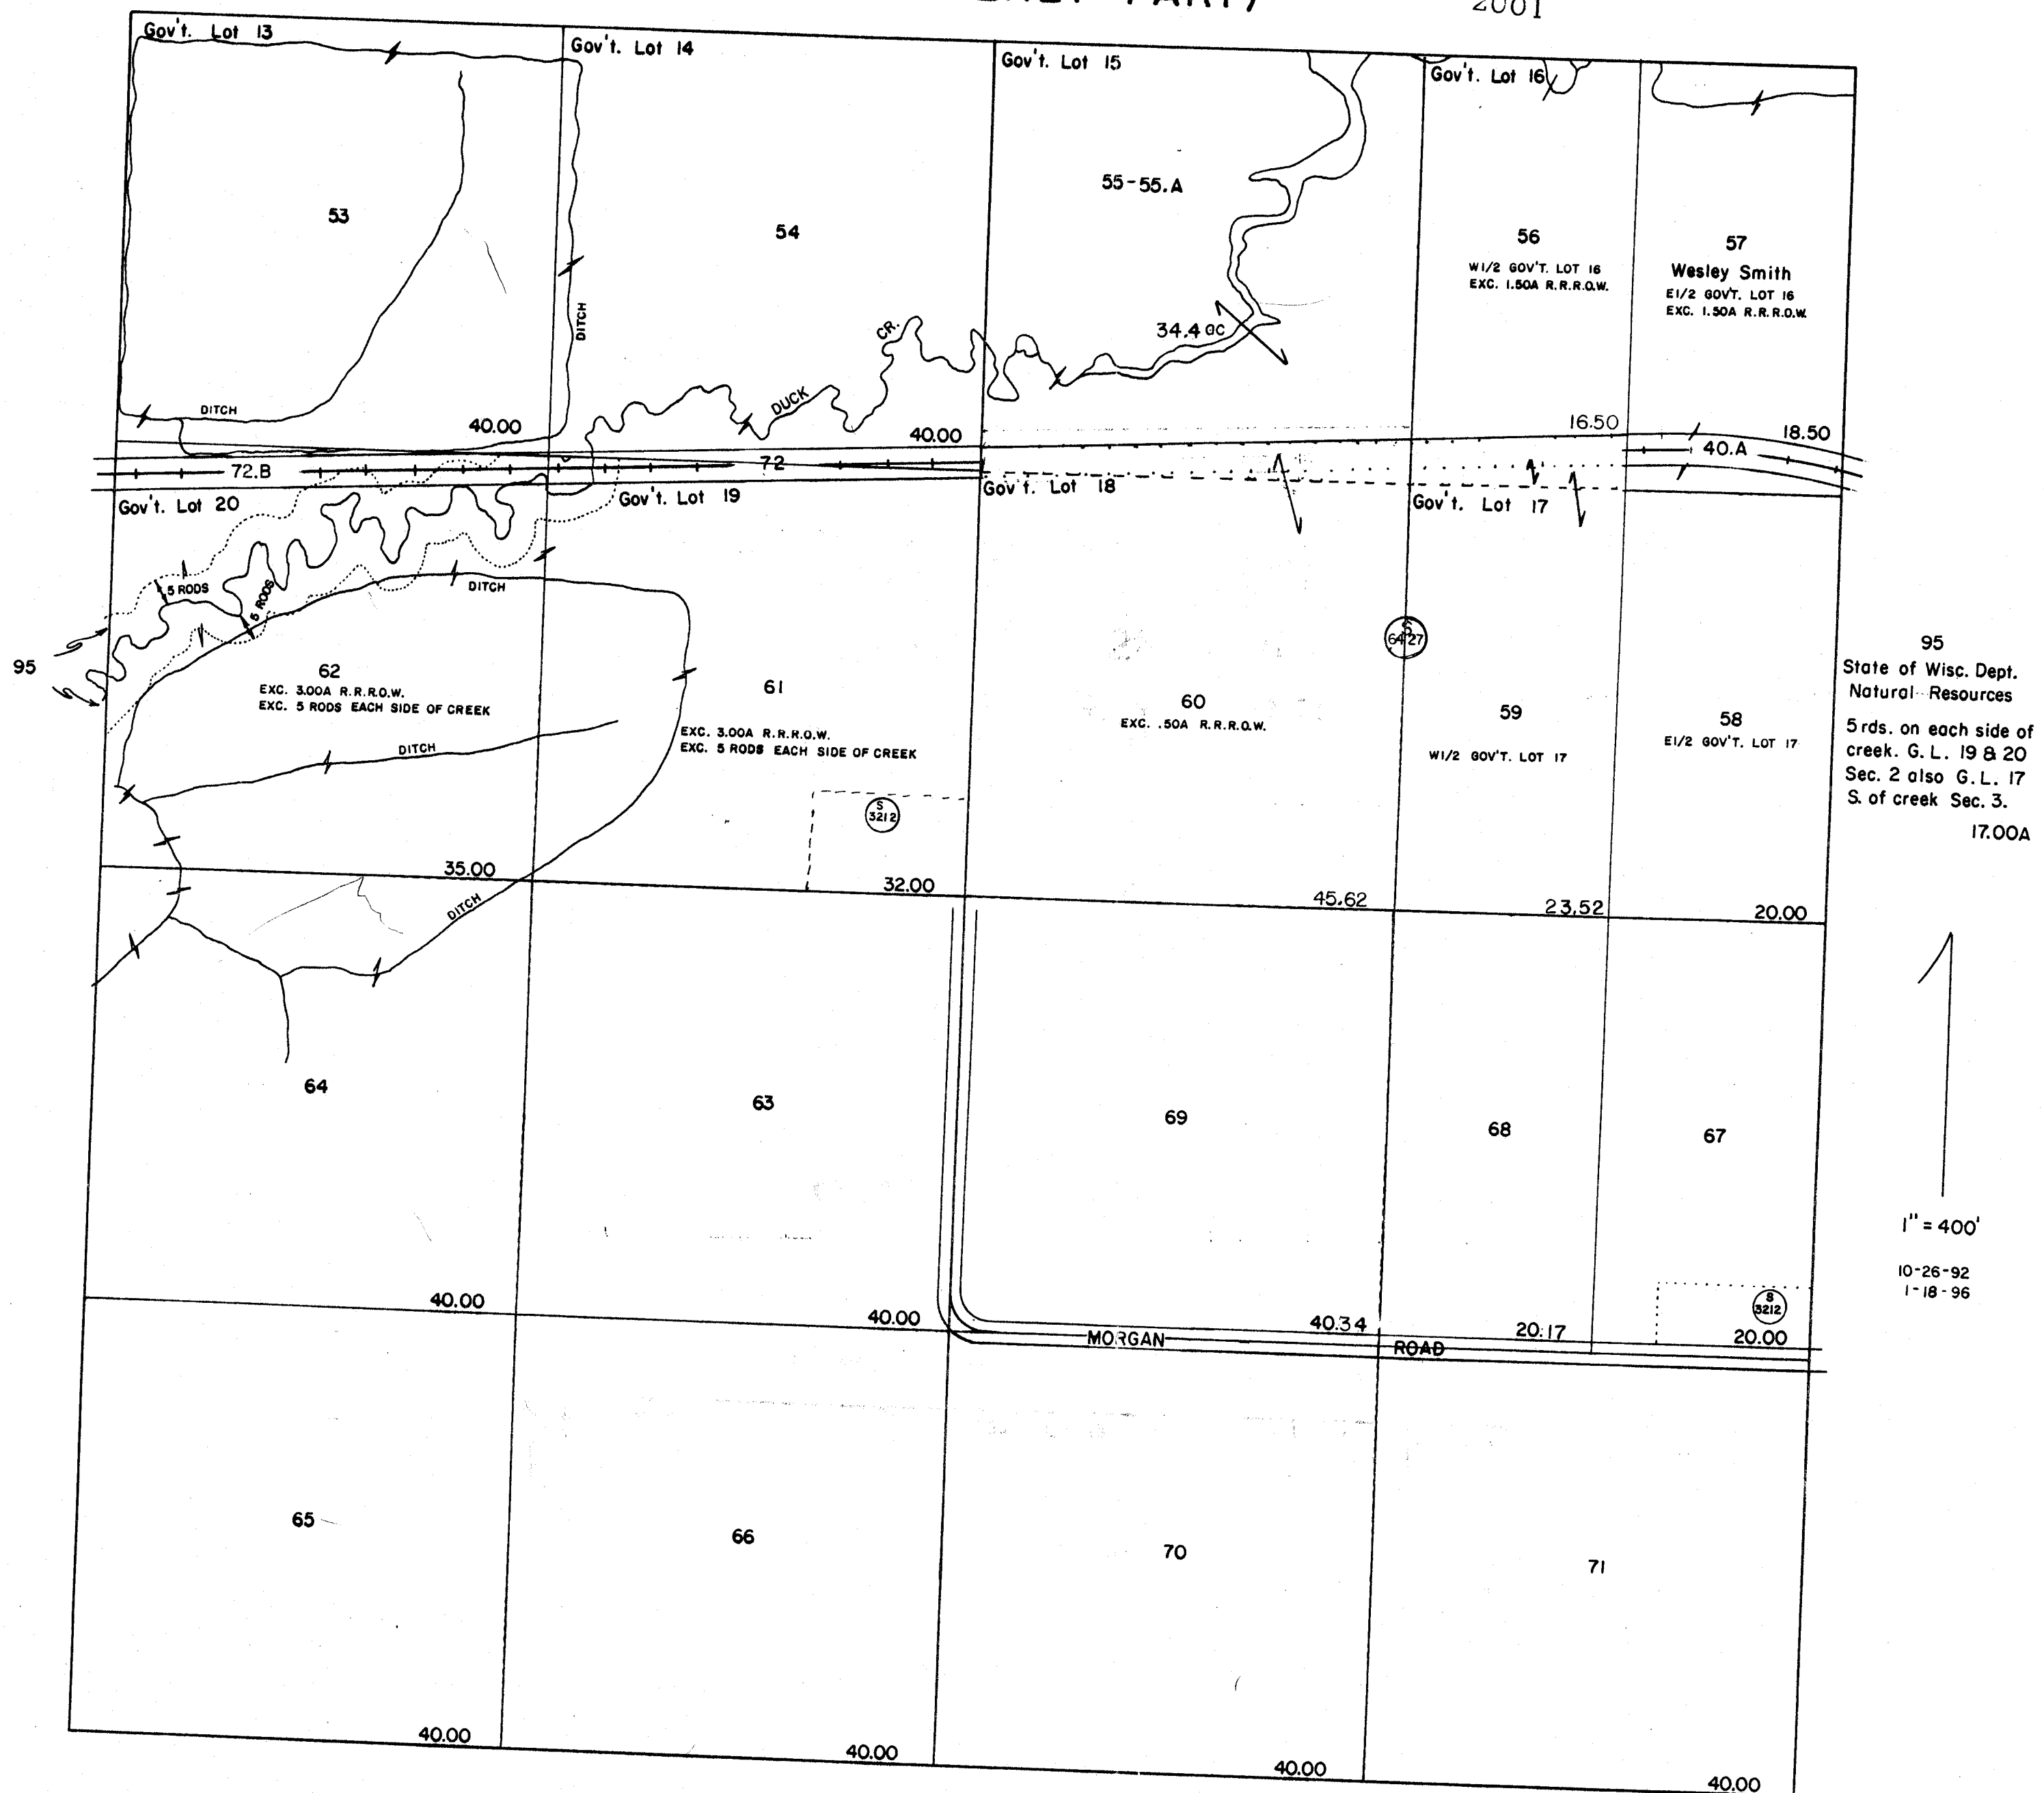 2001
Gov't. Lot 13
Gov't. Lot 14
Gov't. Lot 15
Gov't. Lot 16
53
54
55-55.A
56
W1/2 GOV'T. LOT 16
EXC. 1.50A R.R.R.O.W.
57
Wesley Smith
E1/2 GOV'T. LOT 16
EXC. 1.50A R.R.R.O.W.
DITCH
DUCK
CR.
34.4 ac
DITCH
40.00
40.00
16.50
18.50
72.B
72
40.A
Gov't. Lot 20
Gov't. Lot 19
Gov't. Lot 18
Gov't. Lot 17
5 RODS
5 RODS
DITCH
95
62
EXC. 3.00A R.R.R.O.W.
EXC. 5 RODS EACH SIDE OF CREEK
61
EXC. 3.00A R.R.R.O.W.
EXC. 5 RODS EACH SIDE OF CREEK
60
EXC. .50A R.R.R.O.W.
S
6427
59
W1/2 GOV'T. LOT 17
58
E1/2 GOV'T. LOT 17
95
State of Wisc. Dept.
Natural Resources
5 rds. on each side of
creek. G.L. 19 & 20
Sec. 2 also G.L. 17
S. of creek Sec. 3.
17.00A
DITCH
S
3212
35.00
32.00
45.62
23.52
20.00
DITCH
64
63
69
68
67
1" = 400'
10-26-92
1-18-96
S
3212
40.00
40.00
40.34
20.17
20.00
MORGAN ROAD
65
66
70
71
40.00
40.00
40.00
40.00